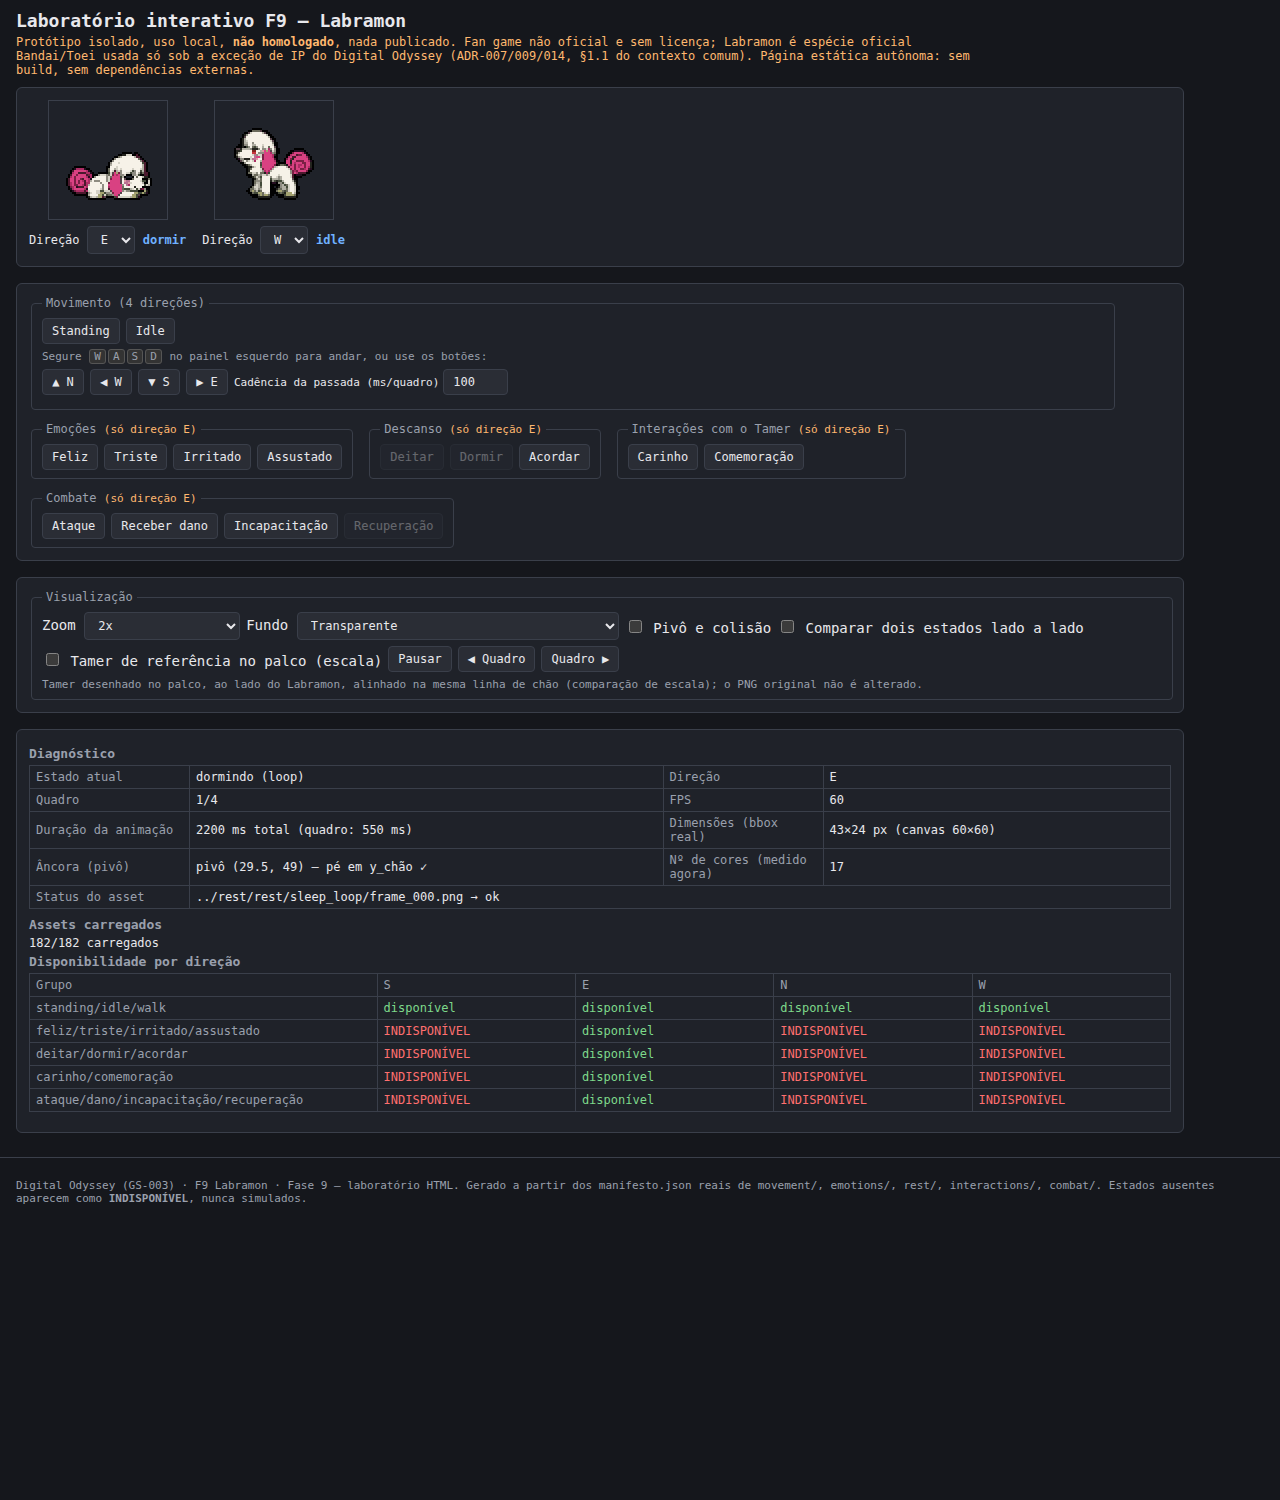 Laboratório interativo F9 — Labramon
Protótipo isolado, uso local, não homologado, nada publicado. Fan game não oficial e sem licença; Labramon é espécie oficial
Bandai/Toei usada só sob a exceção de IP do Digital Odyssey (ADR-007/009/014, §1.1 do contexto comum). Página estática autônoma: sem
build, sem dependências externas.
Direção E dormir Direção W idle
Movimento (4 direções)
Standing Idle
Segure W A S D no painel esquerdo para andar, ou use os botões:
▲ N ◀ W ▼ S ▶ E Cadência da passada (ms/quadro) 100
Emoções (só direção E) Descanso (só direção E) Interações com o Tamer (só direção E)
Feliz Triste Irritado Assustado Deitar Dormir Acordar Carinho Comemoração
Combate (só direção E)
Ataque Receber dano Incapacitação Recuperação
Visualização
Zoom 2x Fundo Transparente Pivô e colisão Comparar dois estados lado a lado
Tamer de referência no palco (escala) Pausar ◀ Quadro Quadro ▶
Tamer desenhado no palco, ao lado do Labramon, alinhado na mesma linha de chão (comparação de escala); o PNG original não é alterado.
Diagnóstico
Estado atual dormindo (loop) Direção E
Quadro 1/4 FPS 60
Duração da animação 2200 ms total (quadro: 550 ms) Dimensões (bbox real) 43×24 px (canvas 60×60)
Âncora (pivô) pivô (29.5, 49) — pé em y_chão ✓ Nº de cores (medido agora) 17
Status do asset ../rest/rest/sleep_loop/frame_000.png → ok
Assets carregados
182/182 carregados
Disponibilidade por direção
Grupo S E N W
standing/idle/walk disponível disponível disponível disponível
feliz/triste/irritado/assustado INDISPONÍVEL disponível INDISPONÍVEL INDISPONÍVEL
deitar/dormir/acordar INDISPONÍVEL disponível INDISPONÍVEL INDISPONÍVEL
carinho/comemoração INDISPONÍVEL disponível INDISPONÍVEL INDISPONÍVEL
ataque/dano/incapacitação/recuperação INDISPONÍVEL disponível INDISPONÍVEL INDISPONÍVEL
Digital Odyssey (GS-003) · F9 Labramon · Fase 9 — laboratório HTML. Gerado a partir dos manifesto.json reais de movement/, emotions/, rest/, interactions/, combat/. Estados ausentes
aparecem como INDISPONÍVEL, nunca simulados.